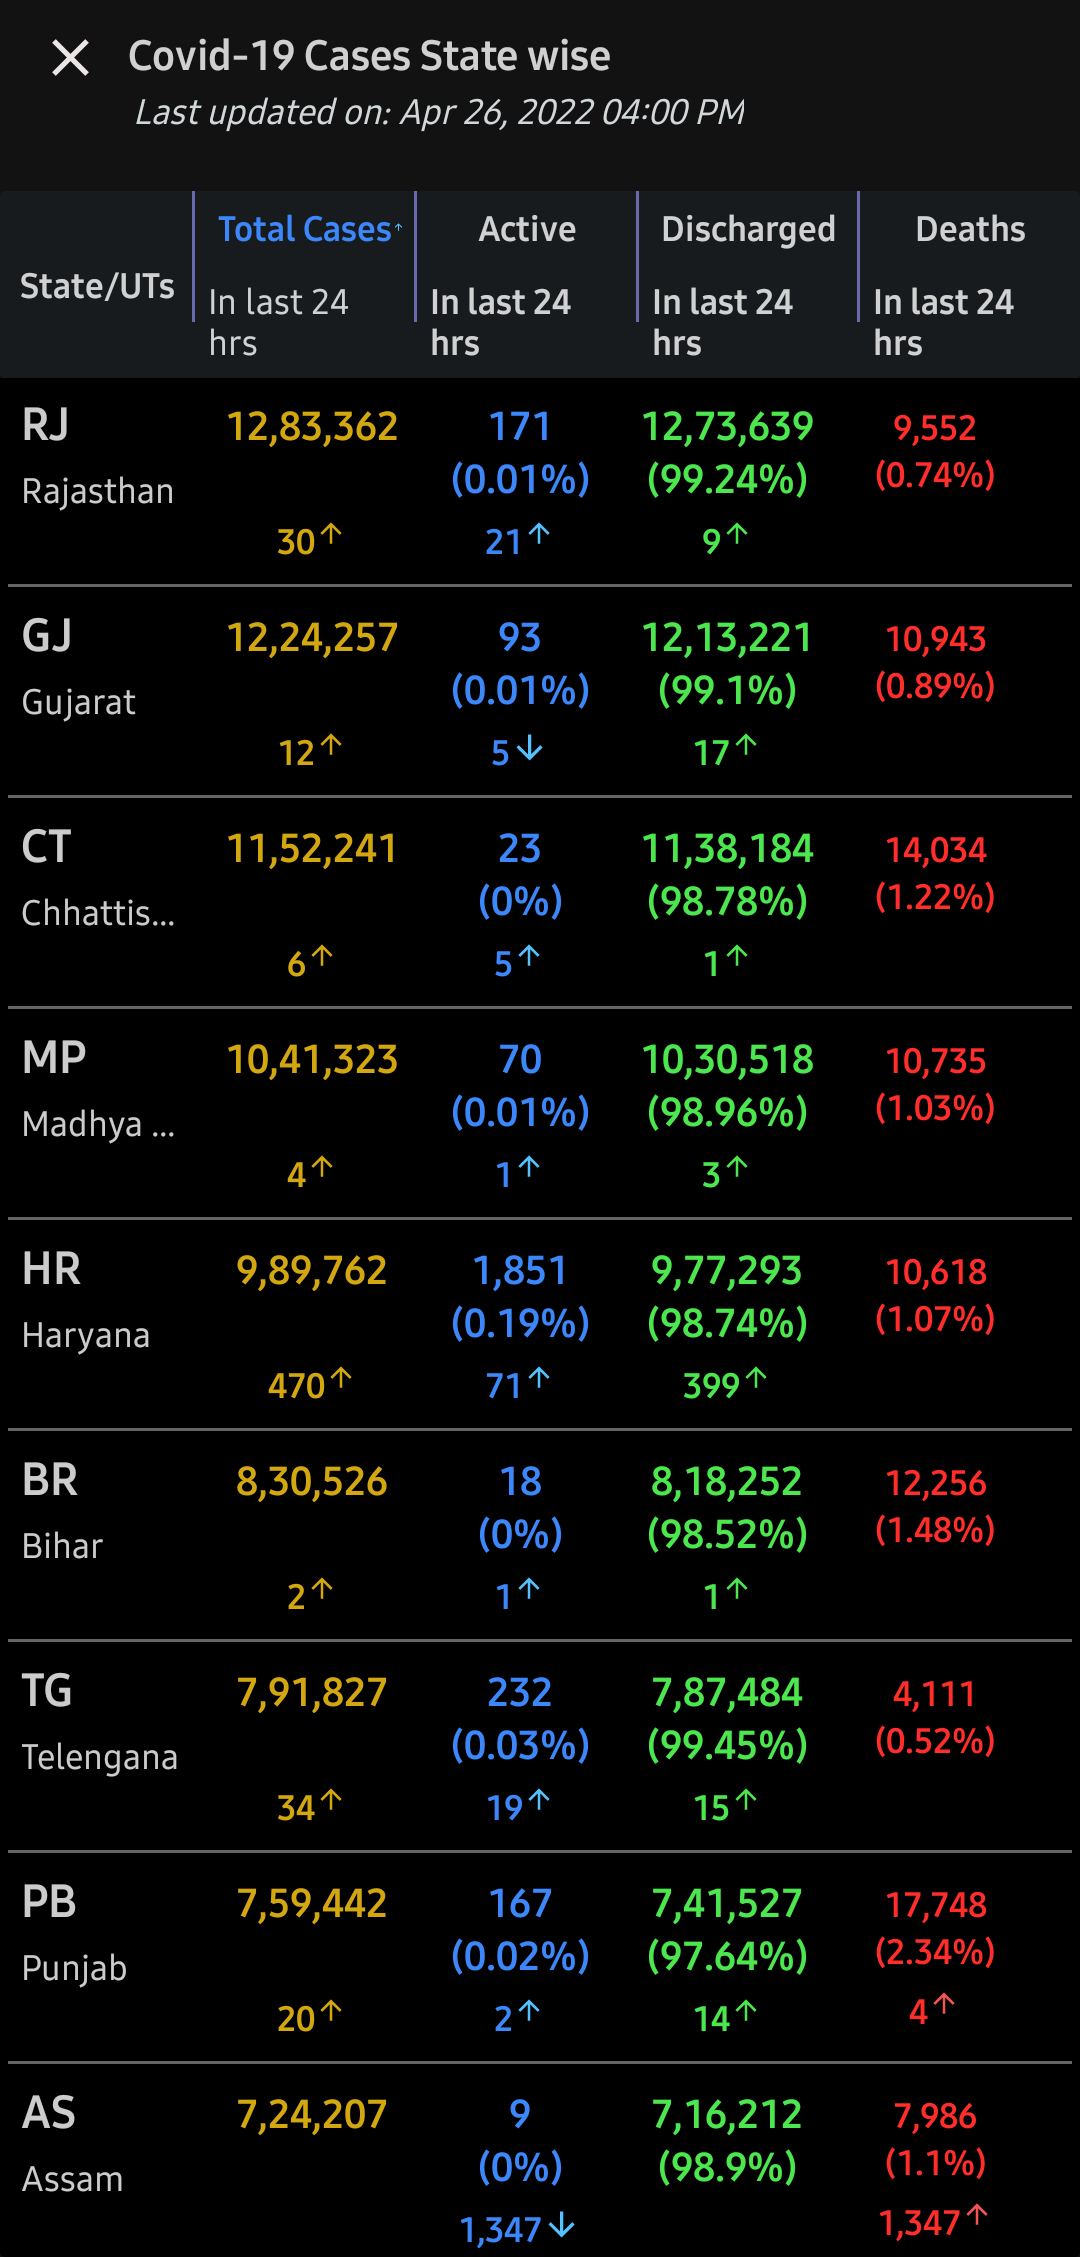 Covid-19 Cases State wise
Last updated on: Apr 26, 2022 04:00 PM
State/UTs
Total Cases↑ Active Discharged Deaths
In last 24 hrs In last 24 hrs In last 24 hrs In last 24 hrs
RJ 12,83,362 171 12,73,639 9,552
Rajasthan (0.01%) (99.24%) (0.74%)
30↑ 21↑ 9↑
GJ 12,24,257 93 12,13,221 10,943
Gujarat (0.01%) (99.1%) (0.89%)
12↑ 5↓ 17↑
CT 11,52,241 23 11,38,184 14,034
Chhattis... (0%) (98.78%) (1.22%)
6↑ 5↑ 1↑
MP 10,41,323 70 10,30,518 10,735
Madhya ... (0.01%) (98.96%) (1.03%)
4↑ 1↑ 3↑
HR 9,89,762 1,851 9,77,293 10,618
Haryana (0.19%) (98.74%) (1.07%)
470↑ 71↑ 399↑
BR 8,30,526 18 8,18,252 12,256
Bihar (0%) (98.52%) (1.48%)
2↑ 1↑ 1↑
TG 7,91,827 232 7,87,484 4,111
Telengana (0.03%) (99.45%) (0.52%)
34↑ 19↑ 15↑
PB 7,59,442 167 7,41,527 17,748
Punjab (0.02%) (97.64%) (2.34%)
20↑ 2↑ 14↑ 4↑
AS 7,24,207 9 7,16,212 7,986
Assam (0%) (98.9%) (1.1%)
1,347↓ 1,347↑